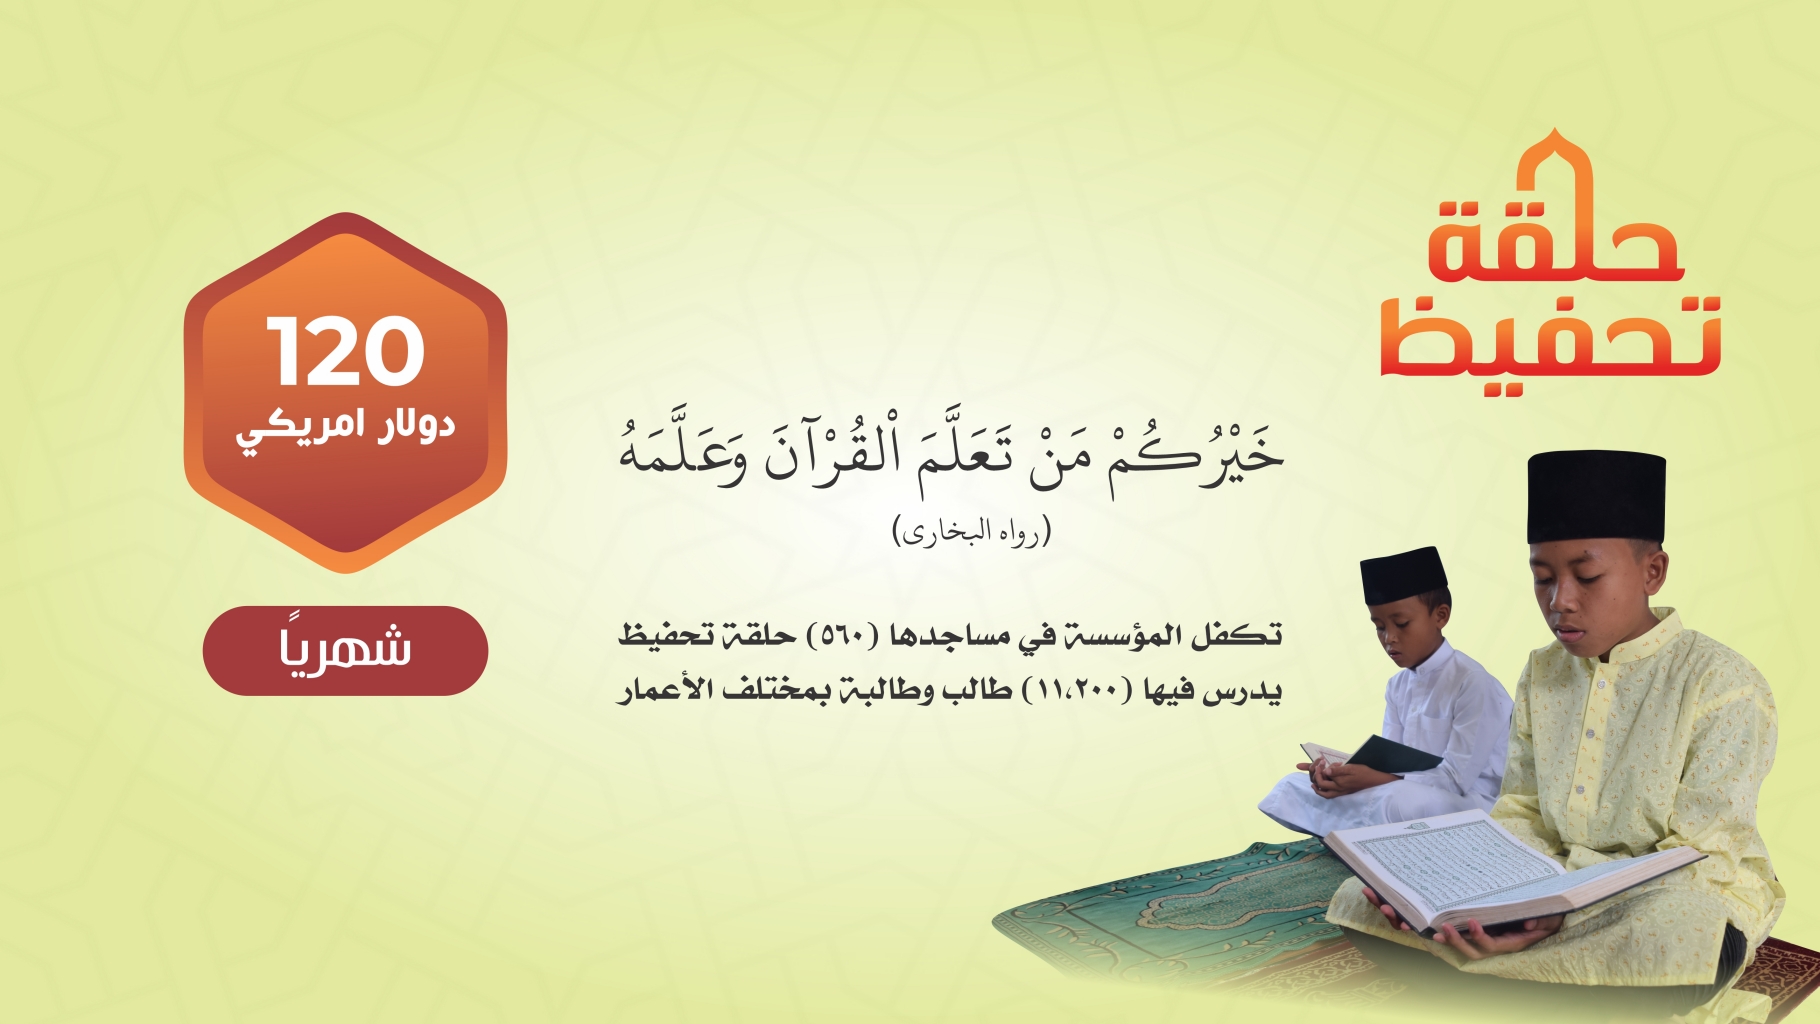 حلقة
تحفيظ
خَيْرُكُمْ مَنْ تَعَلَّمَ اْلقُرْآنَ وَعَلَّمَهُ
(رواه البخارى)
تكفل المؤسسة في مساجدها (٥٦٠) حلقة تحفيظ
يدرس فيها (١١،٢٠٠) طالب وطالبة بمختلف الأعمار
120
دولار امريكي
شهرياً